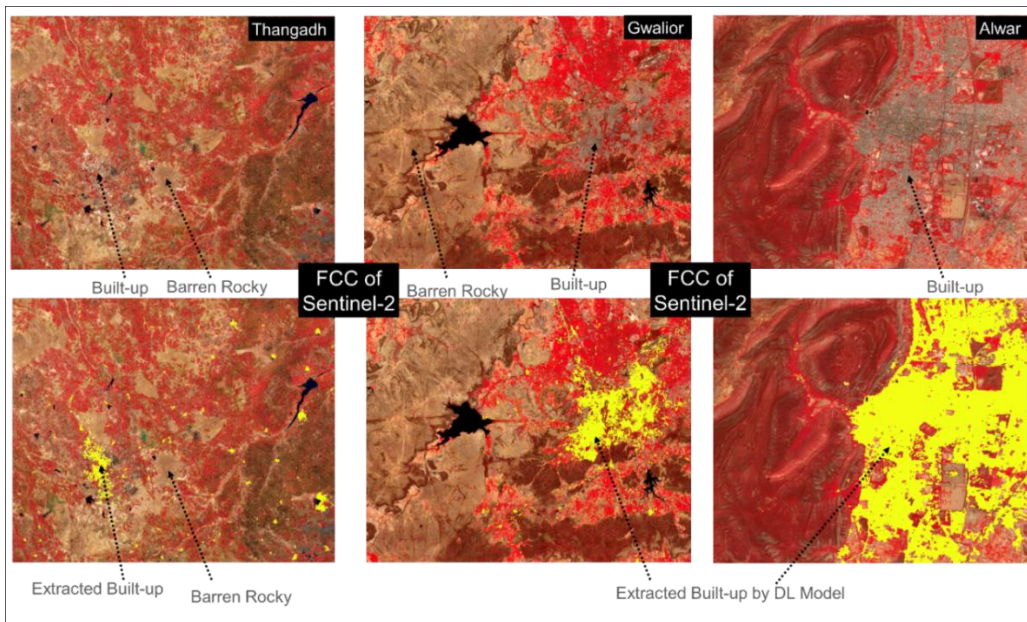 Thangadh
Gwalior
Alwar
Built-up
Barren Rocky
FCC of
Sentinel-2
Barren Rocky
Built-up
FCC of
Sentinel-2
Built-up
Extracted Built-up
Barren Rocky
Extracted Built-up by DL Model